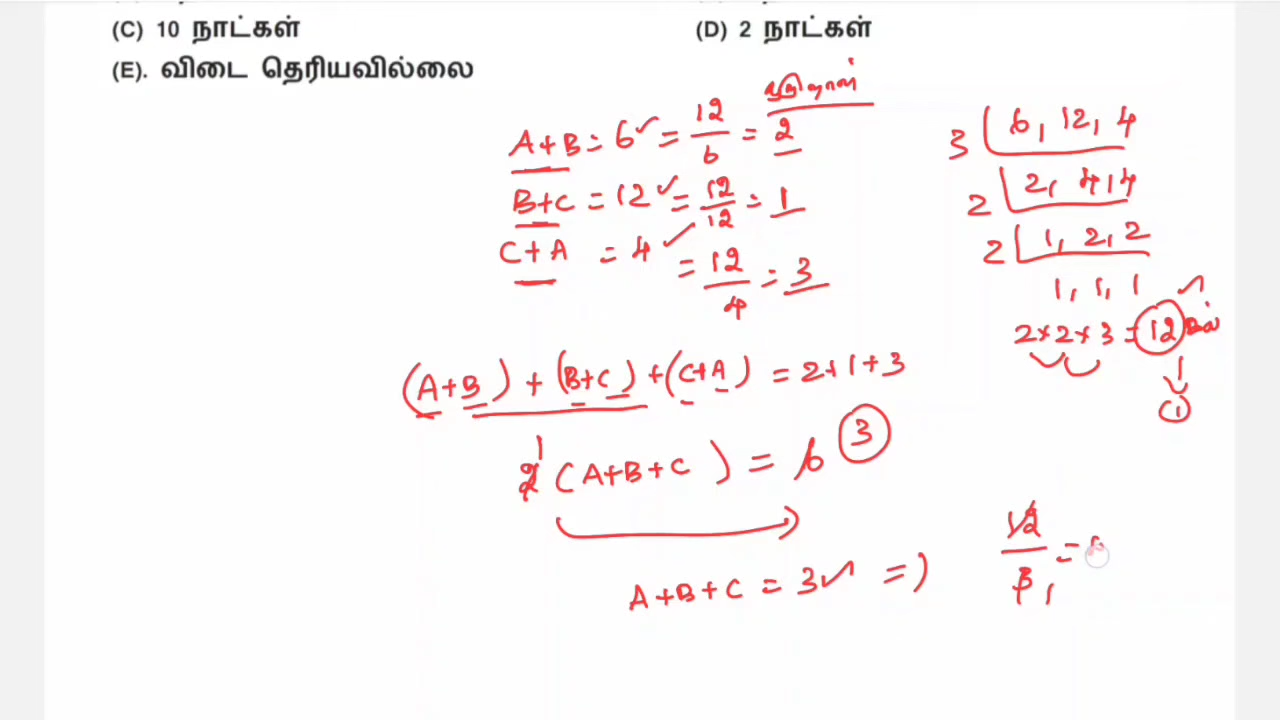 (C) 10 நாட்கள் (D) 2 நாட்கள்
(E). விடை தெரியவில்லை
A+B = 6 ✓ = 12/6 = 2
B+C = 12 ✓ = 12/12 = 1
C+A = 4 ✓ = 12/4 = 3
(A+B) + (B+C) + (C+A) = 2+1+3
2 1 (A+B+C) = 6 3
A+B+C = 3 ✓ => 12/3 1 =
3 | 6, 12, 4
2 | 2, 4, 4
2 | 1, 2, 2
1, 1, 1
2 × 2 × 3 = 12
1